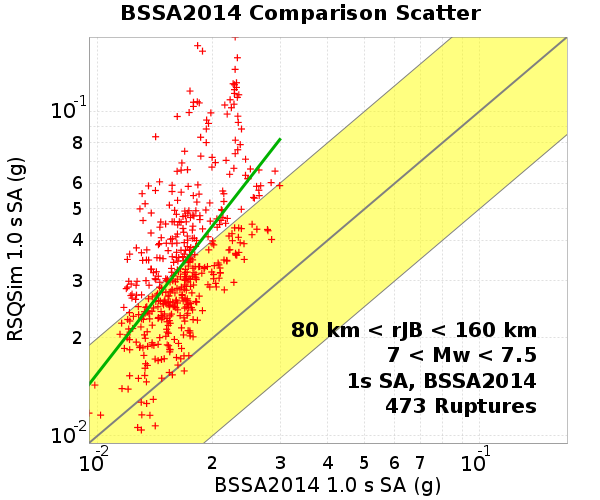 BSSA2014 Comparison Scatter
RSQSim 1.0 s SA (g)
10-1
8
6
5
4
3
2
10-2
80 km < rJB < 160 km
7 < Mw < 7.5
1s SA, BSSA2014
473 Ruptures
10-2 2 3 4 5 6 7 10-1
BSSA2014 1.0 s SA (g)